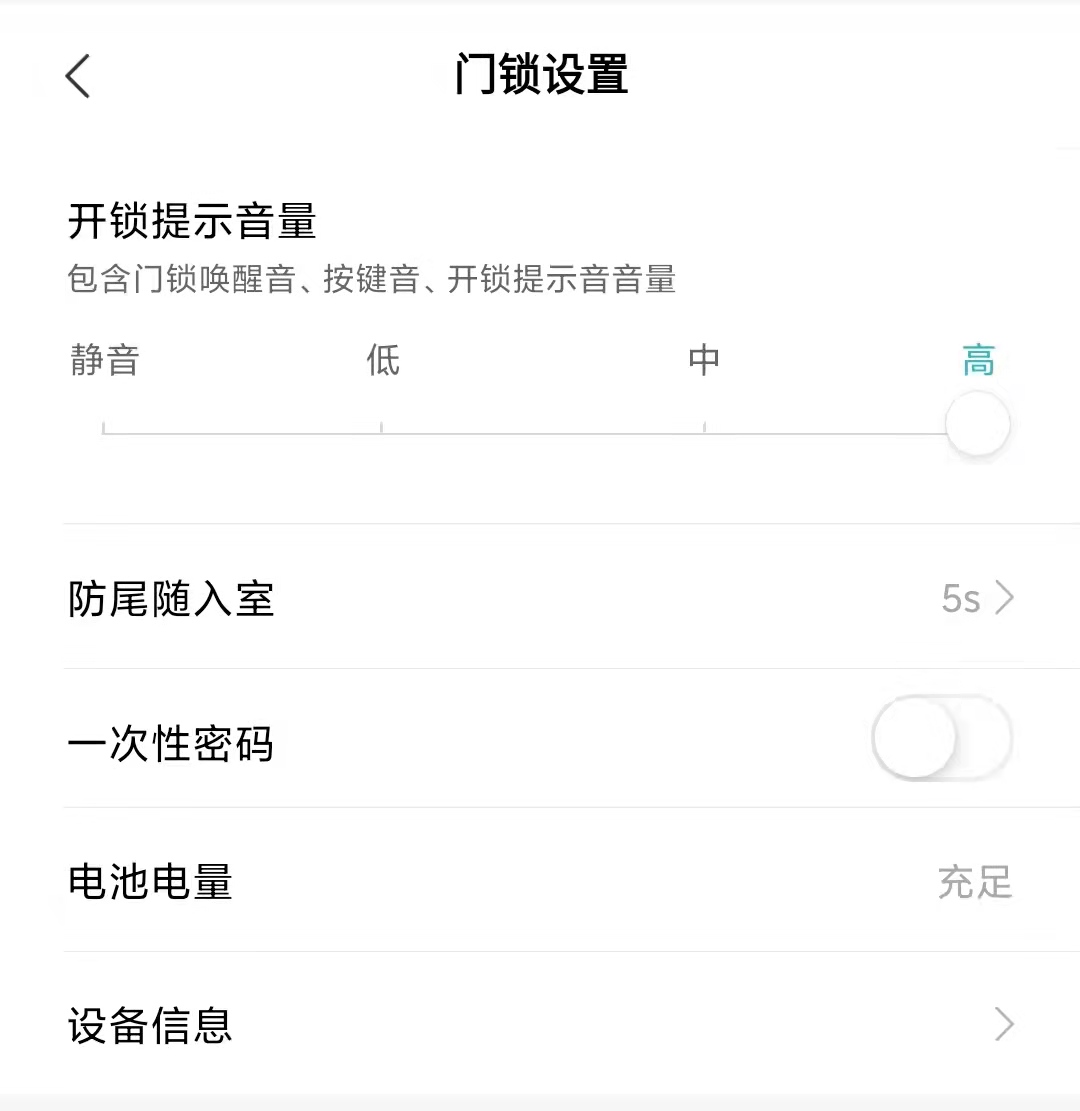 门锁设置
开锁提示音量
包含门锁唤醒音、按键音、开锁提示音音量
静音 低 中 高
防尾随入室 5s
一次性密码
电池电量 充足
设备信息